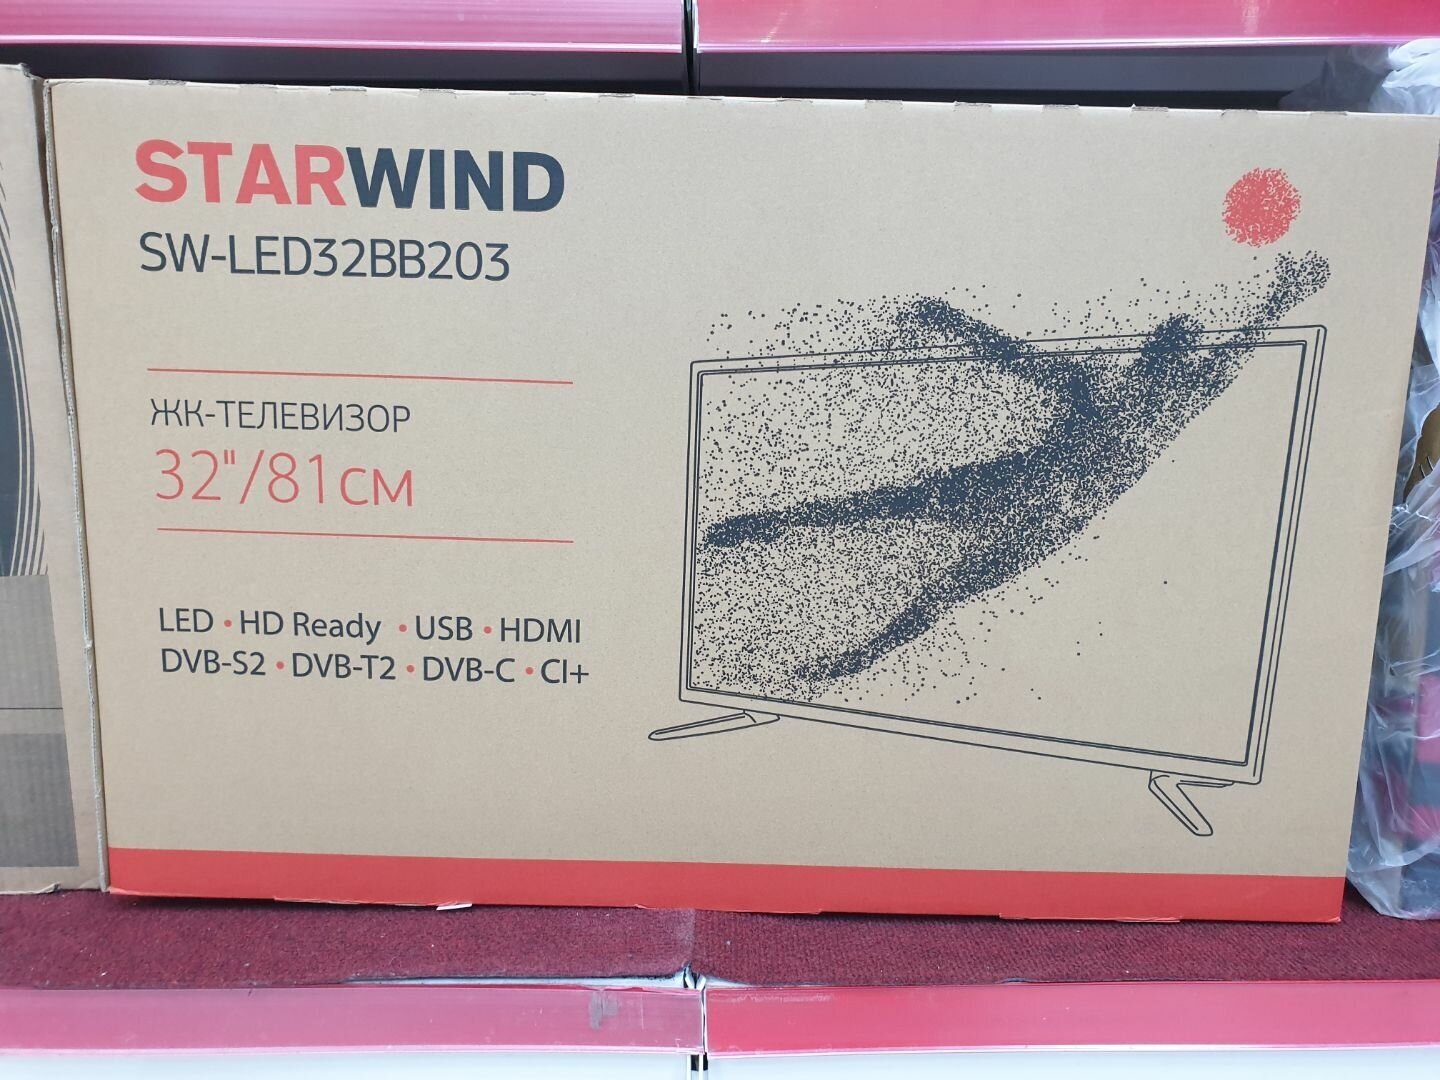 STARWIND
SW-LED32BB203
ЖК-ТЕЛЕВИЗОР
32"/81см
LED • HD Ready • USB • HDMI
DVB-S2 • DVB-T2 • DVB-C • CI+